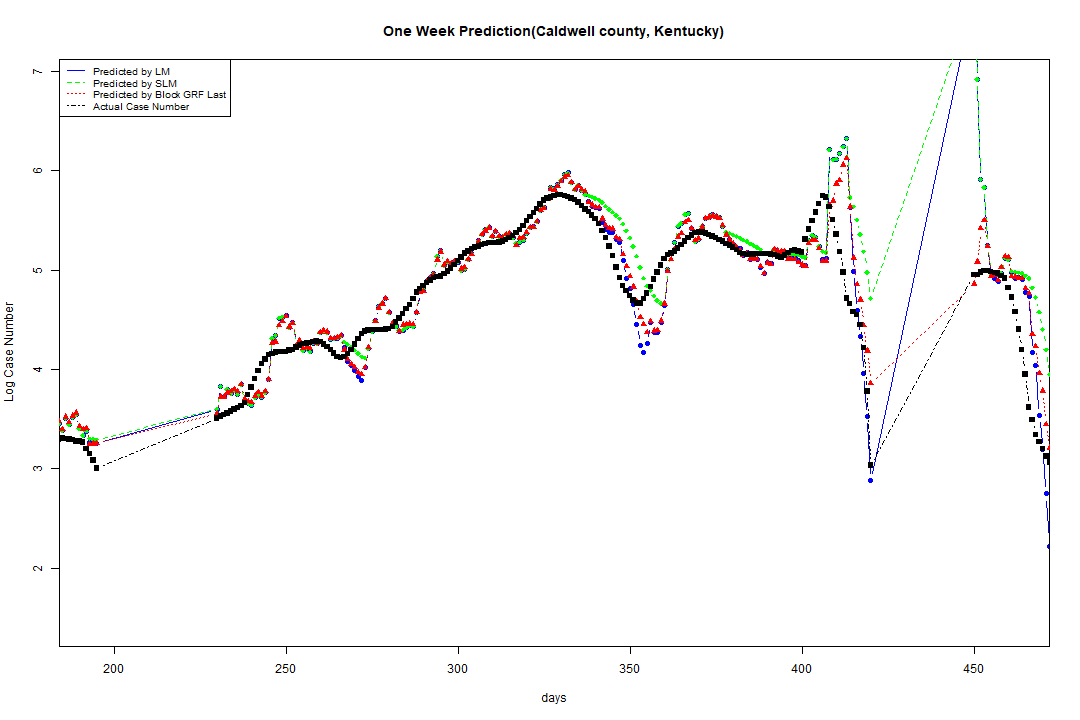 One Week Prediction(Caldwell county, Kentucky)
Predicted by LM
Predicted by SLM
Predicted by Block GRF Last
Actual Case Number
7
6
5
4
3
2
Log Case Number
200 250 300 350 400 450
days